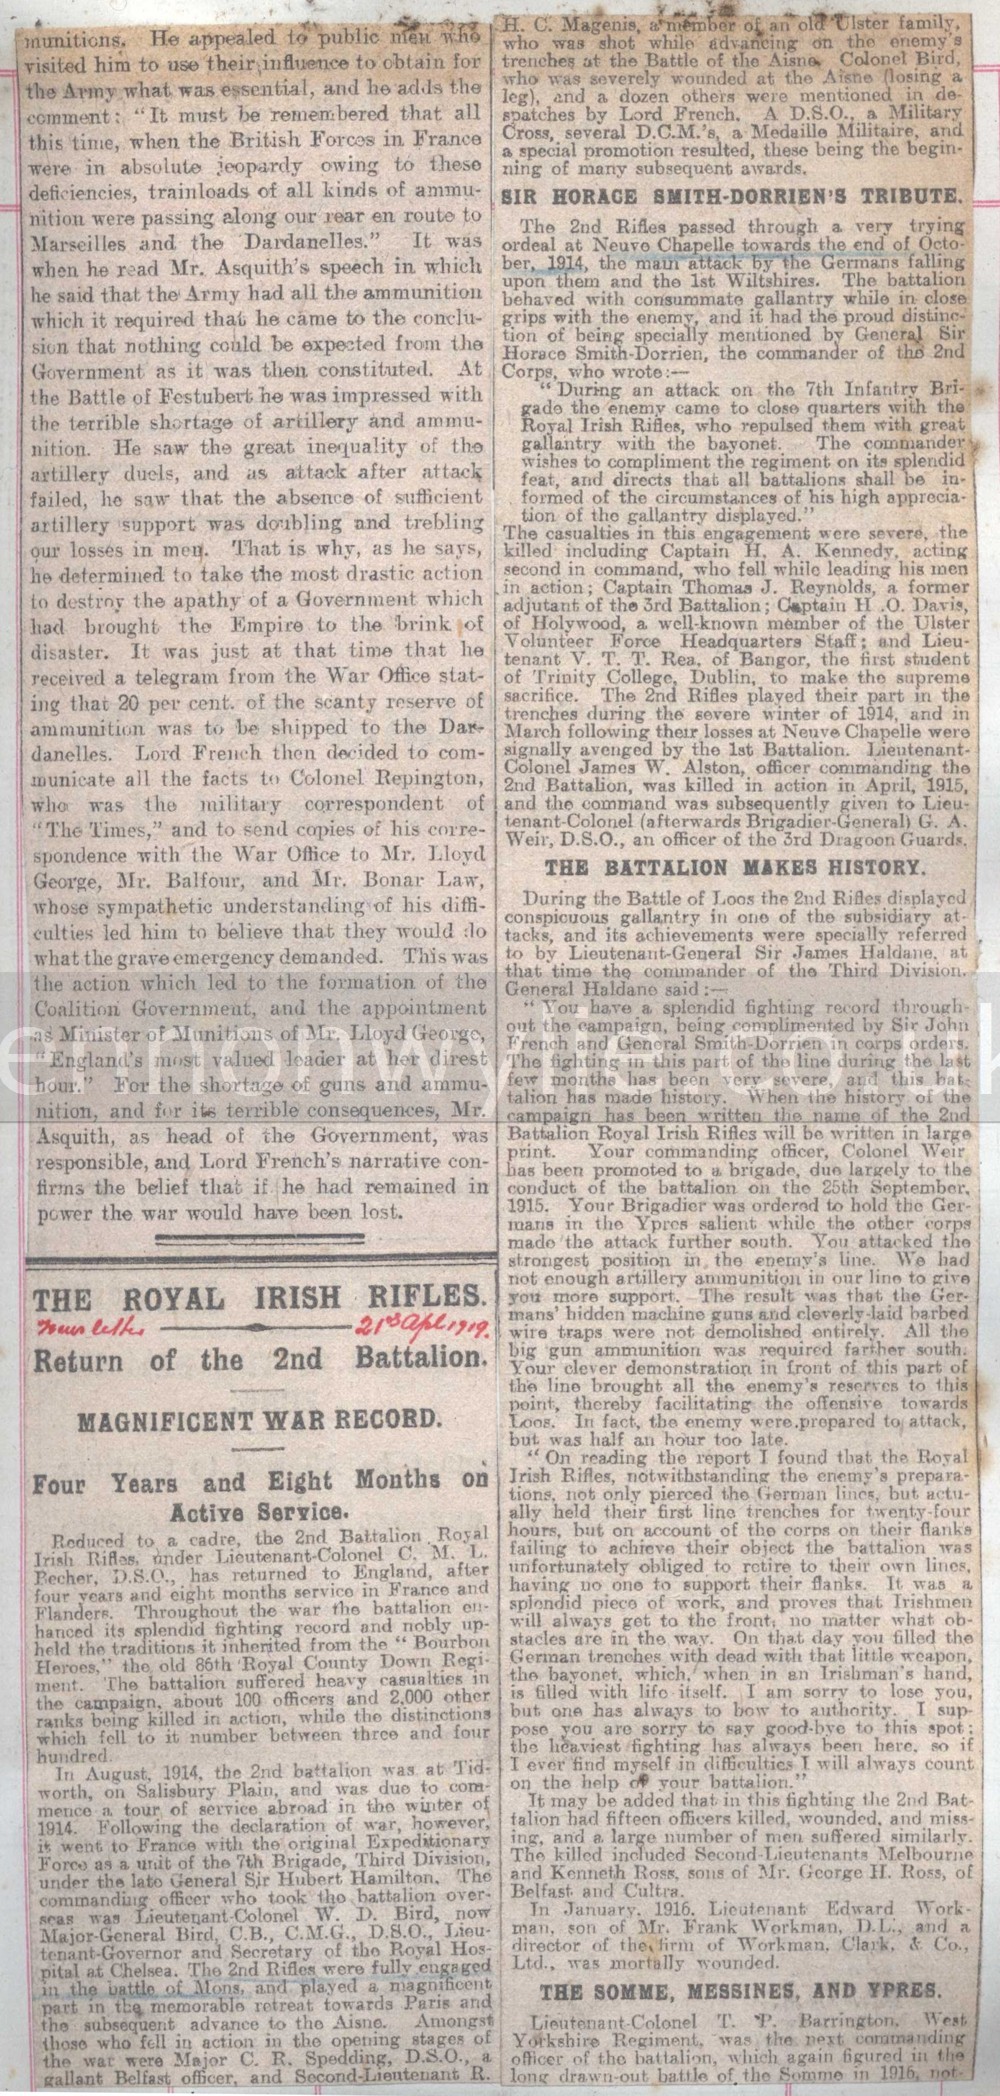 munitions. He appealed to public men who
visited him to use their influence to obtain for
the Army what was essential, and he adds the
comment: "It must be remembered that all
this time, when the British Forces in France
were in absolute jeopardy owing to these
deficiencies, trainloads of all kinds of ammu-
nition were passing along our rear en route to
Marseilles and the Dardanelles." It was
when he read Mr. Asquith's speech in which
he said that the Army had all the ammunition
which it required that he came to the conclu-
sion that nothing could be expected from the
Government as it was then constituted. At
the Battle of Festubert he was impressed with
the terrible shortage of artillery and ammu-
nition. He saw the great inequality of the
artillery duels, and as attack after attack
failed, he saw that the absence of sufficient
artillery support was doubling and trebling
our losses in men. That is why, as he says,
he determined to take the most drastic action
to destroy the apathy of a Government which
had brought the Empire to the brink of
disaster. It was just at that time that he
received a telegram from the War Office stat-
ing that 20 per cent. of the scanty reserve of
ammunition was to be shipped to the Dar-
danelles. Lord French then decided to com-
municate all the facts to Colonel Repington,
who was the military correspondent of
"The Times," and to send copies of his corre-
spondence with the War Office to Mr. Lloyd
George, Mr. Balfour, and Mr. Bonar Law,
whose sympathetic understanding of his diffi-
culties led him to believe that they would do
what the grave emergency demanded. This was
the action which led to the formation of the
Coalition Government, and the appointment
as Minister of Munitions of Mr. Lloyd George,
"England's most valued leader at her direst
hour." For the shortage of guns and ammu-
nition, and for its terrible consequences, Mr.
Asquith, as head of the Government, was
responsible, and Lord French's narrative con-
firms the belief that if he had remained in
power the war would have been lost.
THE ROYAL IRISH RIFLES.
News letter 21st Apl 1919.
Return of the 2nd Battalion.
MAGNIFICENT WAR RECORD.
Four Years and Eight Months on
Active Service.
Reduced to a cadre, the 2nd Battalion Royal
Irish Rifles, under Lieutenant-Colonel C. M. L.
Becher, D.S.O., has returned to England, after
four years and eight months service in France and
Flanders. Throughout the war the battalion en-
hanced its splendid fighting record and nobly up-
held the traditions it inherited from the "Bourbon
Heroes," the old 86th Royal County Down Regi-
ment. The battalion suffered heavy casualties in
the campaign, about 100 officers and 2,000 other
ranks being killed in action, while the distinctions
which fell to it number between three and four
hundred.
In August, 1914, the 2nd battalion was at Tid-
worth, on Salisbury Plain, and was due to com-
mence a tour of service abroad in the winter of
1914. Following the declaration of war, however,
it went to France with the original Expeditionary
Force as a unit of the 7th Brigade, Third Division,
under the late General Sir Hubert Hamilton. The
commanding officer who took the battalion over-
seas was Lieutenant-Colonel W. D. Bird, now
Major-General Bird, C.B., C.M.G., D.S.O., Lieu-
tenant-Governor and Secretary of the Royal Hos-
pital at Chelsea. The 2nd Rifles were fully engaged
in the battle of Mons, and played a magnificent
part in the memorable retreat towards Paris and
the subsequent advance to the Aisne. Amongst
those who fell in action in the opening stages of
the war were Major C. R. Spedding, D.S.O., a
gallant Belfast officer, and Second-Lieutenant R.
H. C. Magenis, a member of an old Ulster family,
who was shot while advancing on the enemy's
trenches at the Battle of the Aisne. Colonel Bird,
who was severely wounded at the Aisne (losing a
leg), and a dozen others were mentioned in de-
spatches by Lord French. A D.S.O., a Military
Cross, several D.C.M.'s, a Medaille Militaire, and
a special promotion resulted, these being the begin-
ning of many subsequent awards.
SIR HORACE SMITH-DORRIEN'S TRIBUTE.
The 2nd Rifles passed through a very trying
ordeal at Neuve Chapelle towards the end of Octo-
ber, 1914, the main attack by the Germans falling
upon them and the 1st Wiltshires. The battalion
behaved with consummate gallantry while in close
grips with the enemy, and it had the proud distinc-
tion of being specially mentioned by General Sir
Horace Smith-Dorrien, the commander of the 2nd
Corps, who wrote:—
"During an attack on the 7th Infantry Bri-
gade the enemy came to close quarters with the
Royal Irish Rifles, who repulsed them with great
gallantry with the bayonet. The commander
wishes to compliment the regiment on its splendid
feat, and directs that all battalions shall be in-
formed of the circumstances of his high apprecia-
tion of the gallantry displayed."
The casualties in this engagement were severe, the
killed including Captain H. A. Kennedy, acting
second in command, who fell while leading his men
in action; Captain Thomas J. Reynolds, a former
adjutant of the 3rd Battalion; Captain H .O. Davis,
of Holywood, a well-known member of the Ulster
Volunteer Force Headquarters Staff; and Lieu-
tenant V. T. T. Rea, of Bangor, the first student
of Trinity College, Dublin, to make the supreme
sacrifice. The 2nd Rifles played their part in the
trenches during the severe winter of 1914, and in
March following their losses at Neuve Chapelle were
signally avenged by the 1st Battalion. Lieutenant-
Colonel James W. Alston, officer commanding the
2nd Battalion, was killed in action in April, 1915,
and the command was subsequently given to Lieu-
tenant-Colonel (afterwards Brigadier-General) G. A.
Weir, D.S.O., an officer of the 3rd Dragoon Guards.
THE BATTALION MAKES HISTORY.
During the Battle of Loos the 2nd Rifles displayed
conspicuous gallantry in one of the subsidiary at-
tacks, and its achievements were specially referred
to by Lieutenant-General Sir James Haldane, at
that time the commander of the Third Division.
General Haldane said:—
"You have a splendid fighting record through-
out the campaign, being complimented by Sir John
French and General Smith-Dorrien in corps orders.
The fighting in this part of the line during the last
few months has been very severe, and this bat-
talion has made history. When the history of the
campaign has been written the name of the 2nd
Battalion Royal Irish Rifles will be written in large
print. Your commanding officer, Colonel Weir
has been promoted to a brigade, due largely to the
conduct of the battalion on the 25th September,
1915. Your Brigadier was ordered to hold the Ger-
mans in the Ypres salient while the other corps
made the attack further south. You attacked the
strongest position in the enemy's line. We had
not enough artillery ammunition in our line to give
you more support. The result was that the Ger-
mans' hidden machine guns and cleverly-laid barbed
wire traps were not demolished entirely. All the
big gun ammunition was required farther south.
Your clever demonstration in front of this part of
the line brought all the enemy's reserves to this
point, thereby facilitating the offensive towards
Loos. In fact, the enemy were prepared to attack,
but was half an hour too late.
"On reading the report I found that the Royal
Irish Rifles, notwithstanding the enemy's prepara-
tions, not only pierced the German lines, but actu-
ally held their first line trenches for twenty-four
hours, but on account of the corps on their flanks
failing to achieve their object the battalion was
unfortunately obliged to retire to their own lines,
having no one to support their flanks. It was a
splendid piece of work, and proves that Irishmen
will always get to the front, no matter what ob-
stacles are in the way. On that day you filled the
German trenches with dead with that little weapon,
the bayonet, which, when in an Irishman's hand,
is filled with life itself. I am sorry to lose you,
but one has always to bow to authority. I sup-
pose you are sorry to say good-bye to this spot;
the heaviest fighting has always been here, so if
I ever find myself in difficulties I will always count
on the help of your battalion."
It may be added that in this fighting the 2nd Bat-
talion had fifteen officers killed, wounded, and miss-
ing, and a large number of men suffered similarly.
The killed included Second-Lieutenants Melbourne
and Kenneth Ross, sons of Mr. George H. Ross, of
Belfast and Cultra.
In January, 1916, Lieutenant Edward Work-
man, son of Mr. Frank Workman, D.L., and a
director of the firm of Workman, Clark, & Co.,
Ltd., was mortally wounded.
THE SOMME, MESSINES, AND YPRES.
Lieutenant-Colonel T. P. Barrington, West
Yorkshire Regiment, was the next commanding
officer of the battalion, which again figured in the
long drawn-out battle of the Somme in 1916, not-